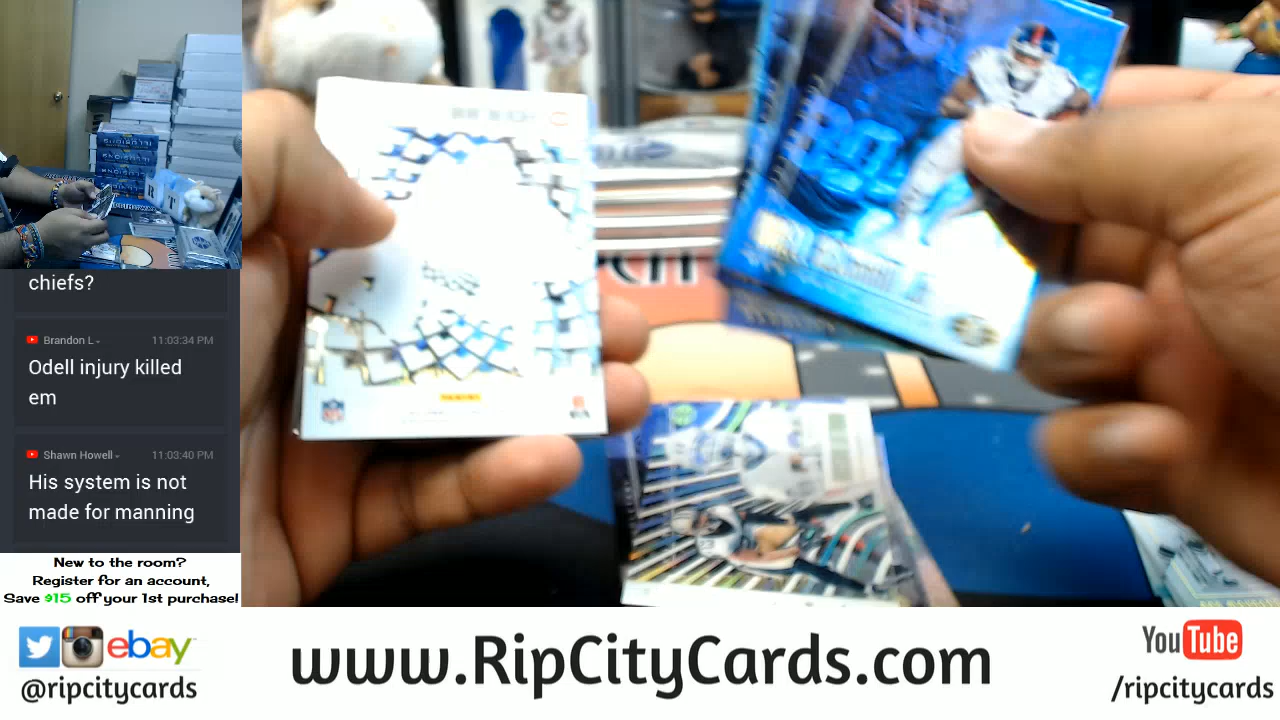 chiefs?
Brandon L
11:03:34 PM
Odell injury killed
em
Shawn Howell
11:03:40 PM
His system is not
made for manning
New to the room?
Register for an account,
Save $15 off your 1st purchase!
ebay
@ripcitycards
www.RipCityCards.com
YouTube
/ripcitycards